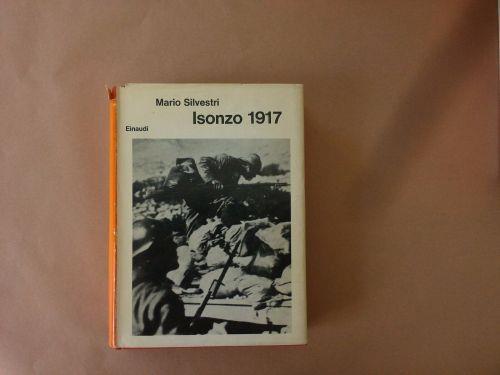 Mario Silvestri
Isonzo 1917
Einaudi